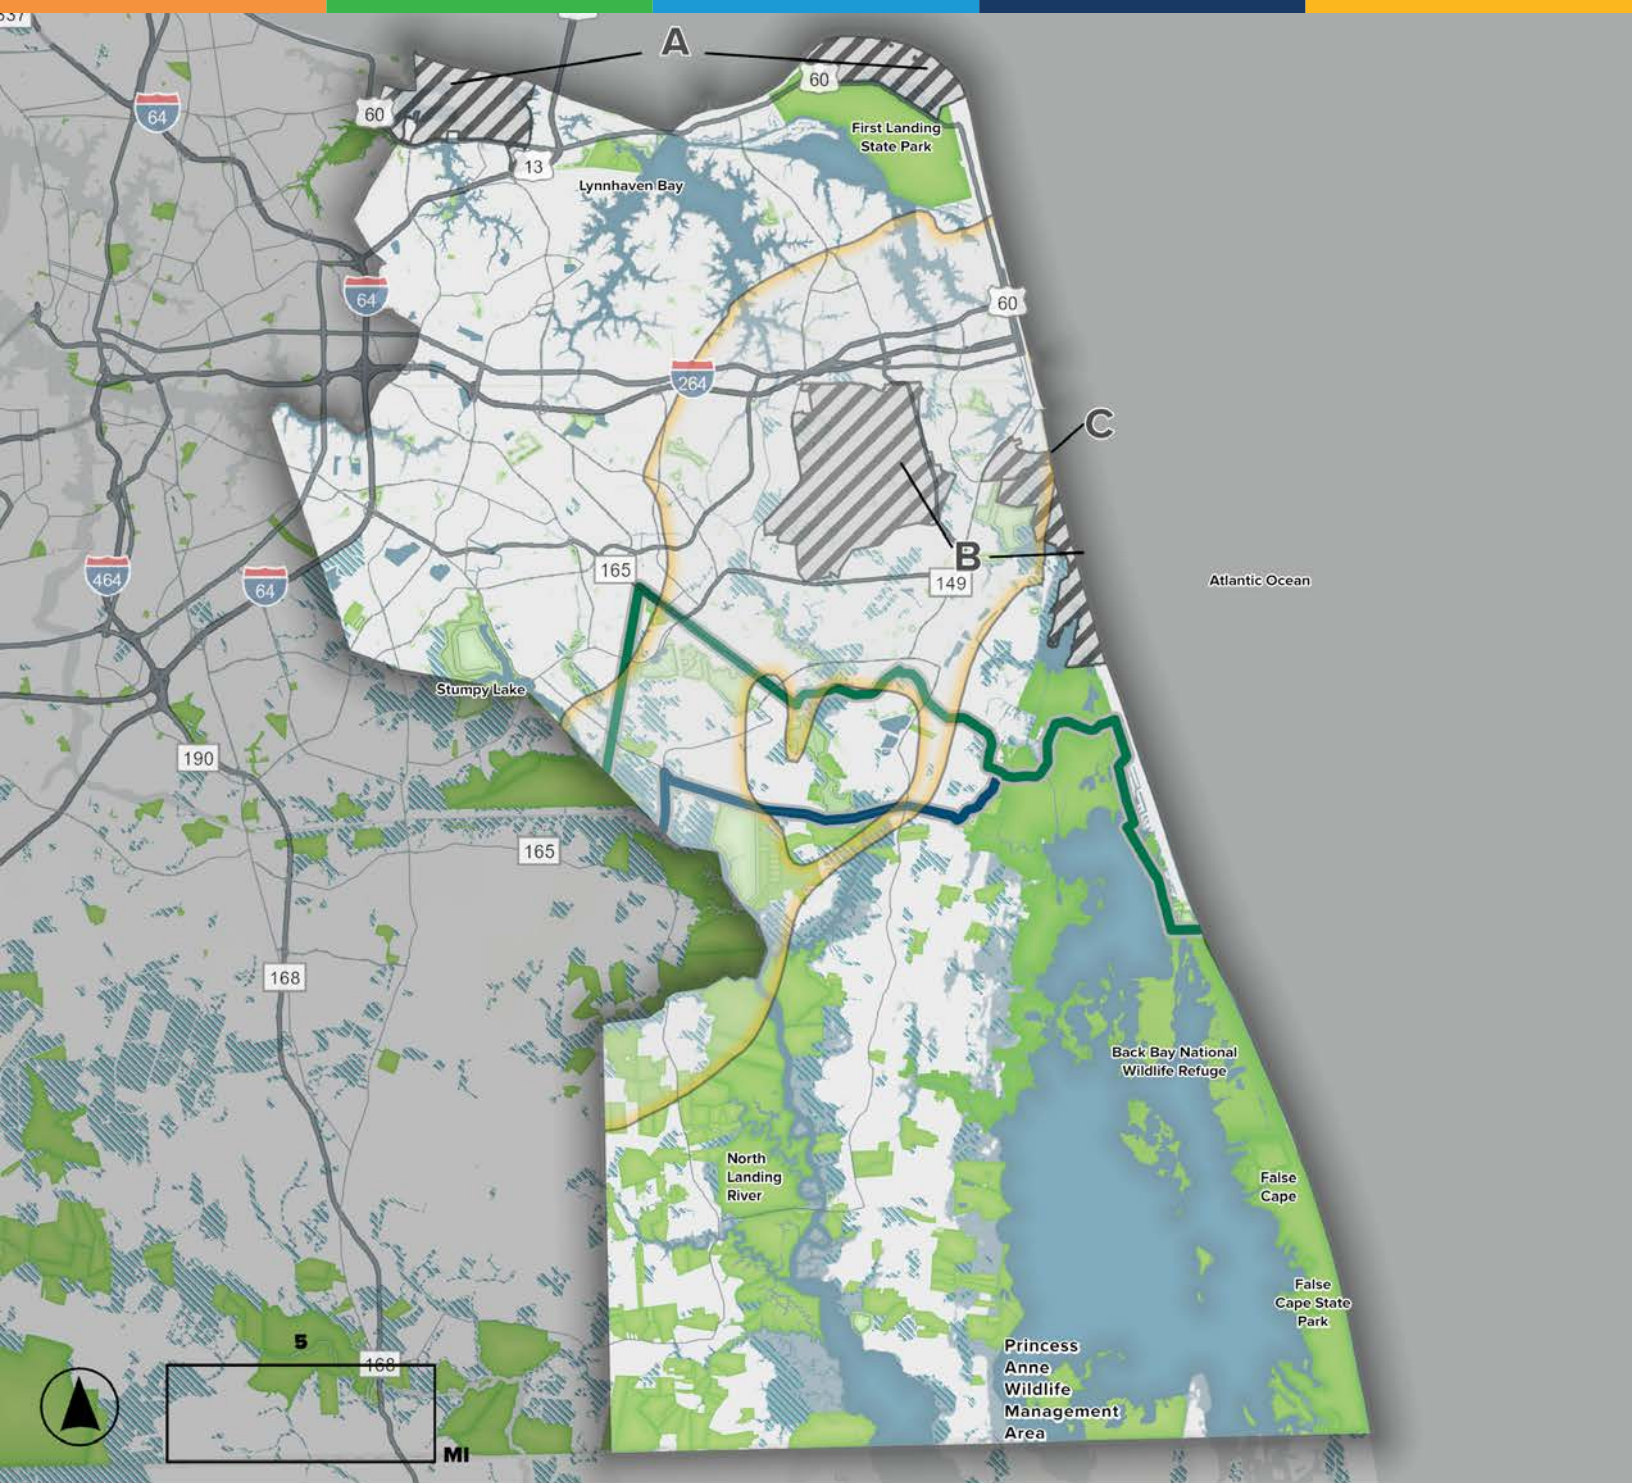 337
A
60
64
60
First Landing
State Park
13
Lynnhaven Bay
64
60
264
C
B
165
149
464
64
Atlantic Ocean
Stumpy Lake
190
165
168
Back Bay National
Wildlife Refuge
North
Landing
River
False
Cape
False
Cape State
Park
5
168
Princess
Anne
Wildlife
Management
Area
MI